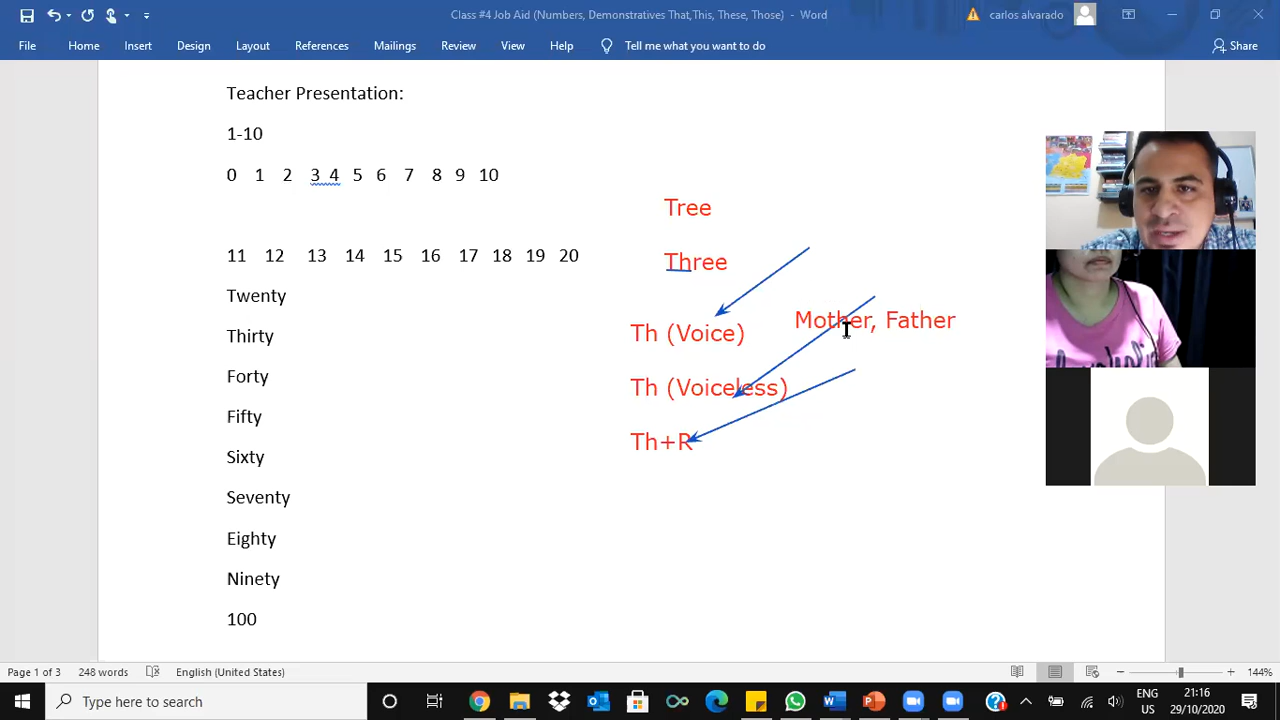 Class #4 Job Aid (Numbers, Demonstratives That,This, These, Those) - Word
carlos alvarado
File Home Insert Design Layout References Mailings Review View Help Tell me what you want to do
Share
Teacher Presentation:
1-10
0 1 2 3 4 5 6 7 8 9 10
Tree
11 12 13 14 15 16 17 18 19 20
Three
Twenty
Mother, Father
Thirty
Th (Voice)
Forty
Th (Voiceless)
Fifty
Th+R
Sixty
Seventy
Eighty
Ninety
100
Page 1 of 3 248 words English (United States)
144%
Type here to search
ENG
US
21:16
29/10/2020